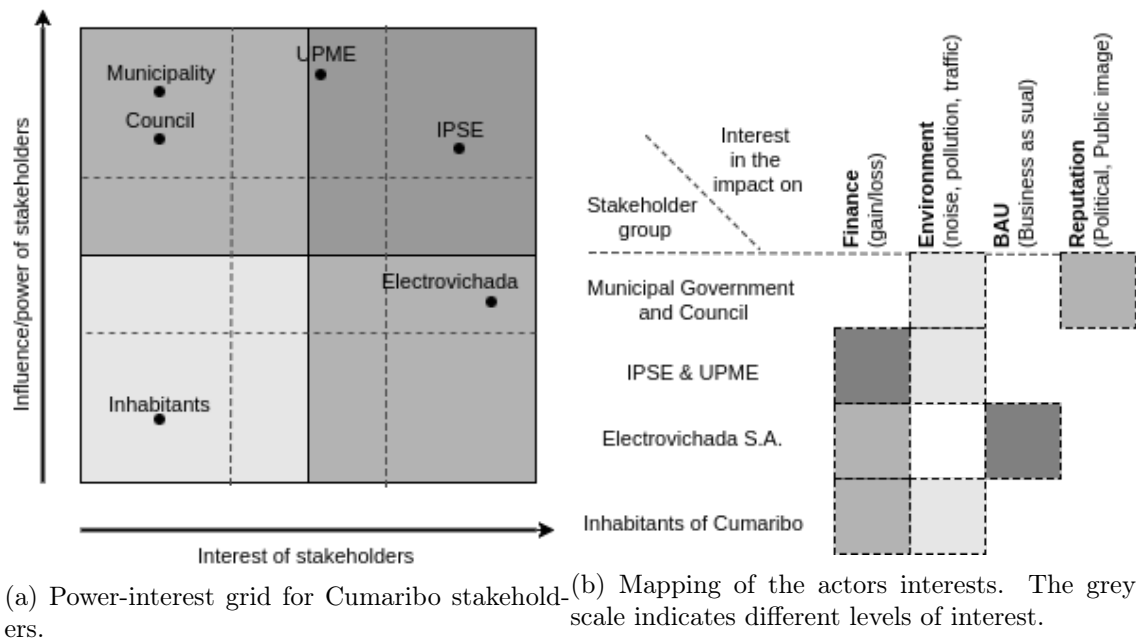 Influence/power of stakeholders
UPME
Municipality
Council
IPSE
Electrovichada
Inhabitants
Interest of stakeholders
(a) Power-interest grid for Cumaribo stakehold-
ers.
Interest
in the
impact on
Stakeholder
group
Finance
(gain/loss)
Environment
(noise, pollution, traffic)
BAU
(Business as sual)
Reputation
(Political, Public image)
Municipal Government
and Council
IPSE & UPME
Electrovichada S.A.
Inhabitants of Cumaribo
(b) Mapping of the actors interests. The grey
scale indicates different levels of interest.